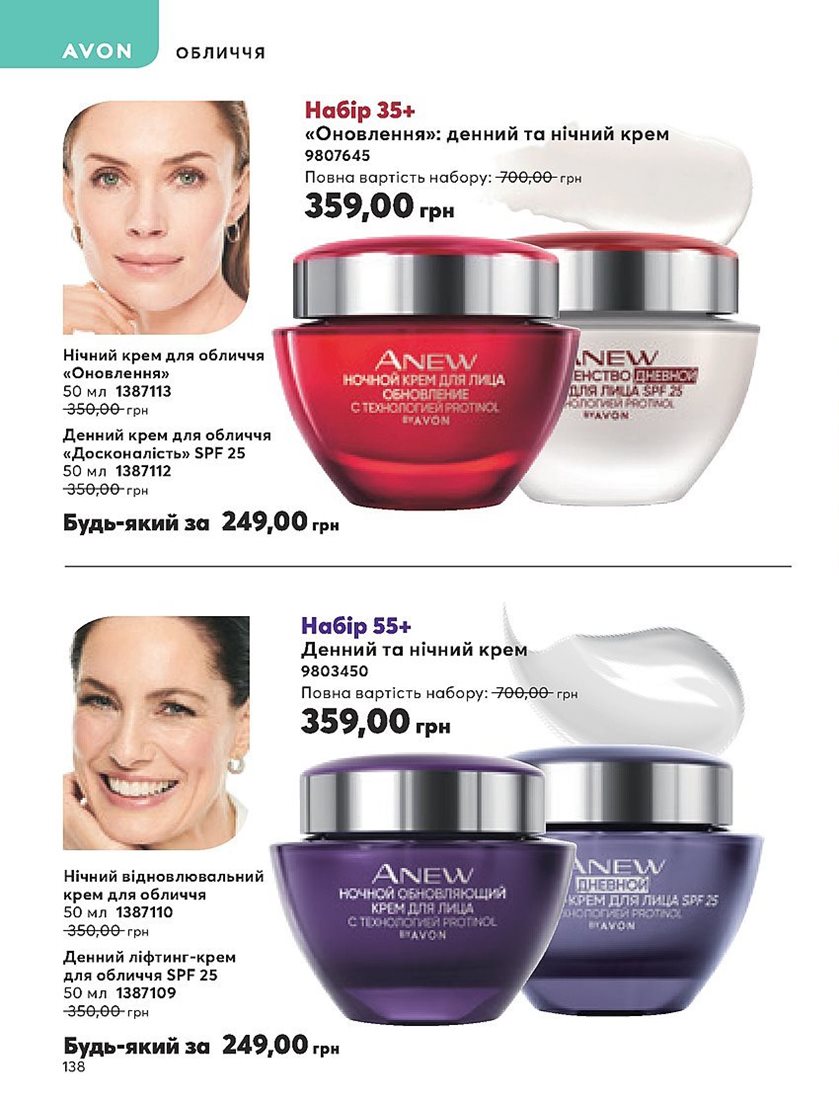 AVON
ОБЛИЧЧЯ
Набір 35+
«Оновлення»: денний та нічний крем
9807645
Повна вартість набору: 700,00 грн
359,00 грн
Нічний крем для обличчя
«Оновлення»
50 мл 1387113
350,00 грн
Денний крем для обличчя
«Досконалість» SPF 25
50 мл 1387112
350,00 грн
Будь-який за 249,00 грн
ANEW
НОЧНОЙ КРЕМ ДЛЯ ЛИЦА
ОБНОВЛЕНИЕ
С ТЕХНОЛОГИЕЙ PROTINOL
BY AVON
ANEW
ЕНСТВО ДНЕВНОЙ
ДЛЯ ЛИЦА SPF 25
НОЛОГИЕЙ PROTINOL
BY AVON
Набір 55+
Денний та нічний крем
9803450
Повна вартість набору: 700,00 грн
359,00 грн
Нічний відновлювальний
крем для обличчя
50 мл 1387110
350,00 грн
Денний ліфтинг-крем
для обличчя SPF 25
50 мл 1387109
350,00 грн
Будь-який за 249,00 грн
ANEW
НОЧНОЙ ОБНОВЛЯЮЩИЙ
КРЕМ ДЛЯ ЛИЦА
С ТЕХНОЛОГИЕЙ PROTINOL
BY AVON
ANEW
ДНЕВНОЙ
-КРЕМ ДЛЯ ЛИЦА SPF 25
ХНОЛОГИЕЙ PROTINOL
BY AVON
138